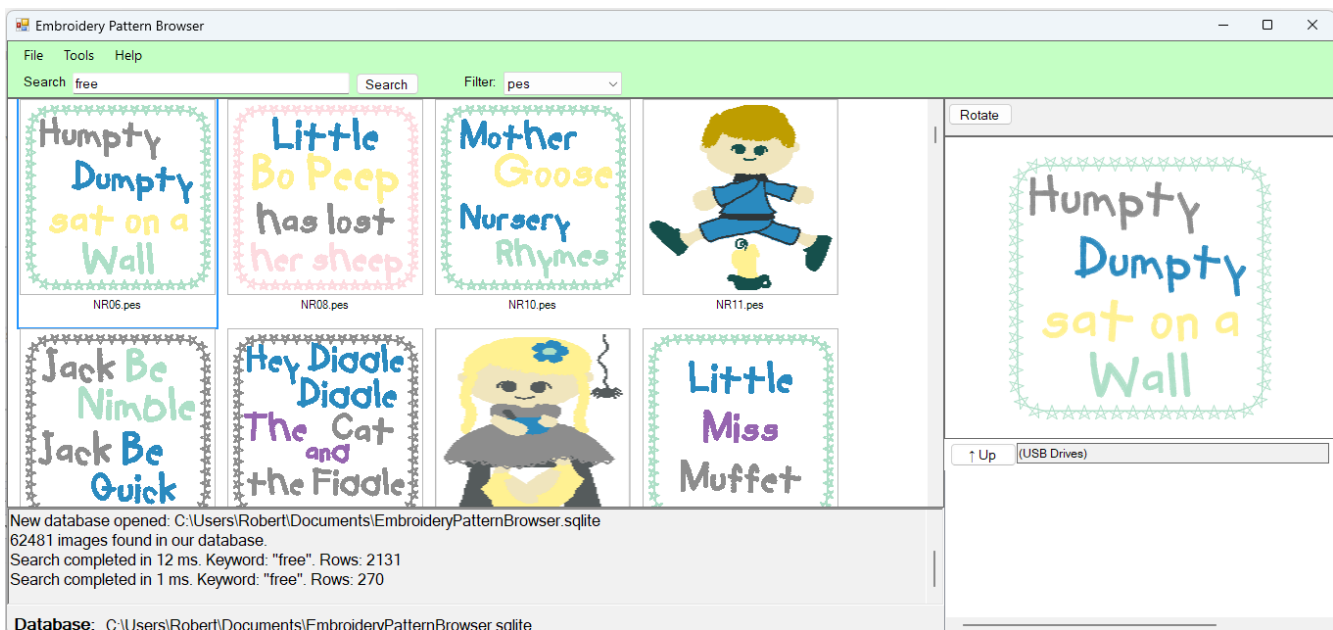 Embroidery Pattern Browser
File Tools Help
Search free Search Filter: pes
Rotate
Humpty
Dumpty
sat on a
Wall
NR06.pes
Little
Bo Peep
has lost
her sheep
NR08.pes
Mother
Goose
Nursery
Rhymes
NR10.pes
NR11.pes
Jack Be
Nimble
Jack Be
Quick
Hey Diddle
Diddle
The Cat
and
the Fiddle
Little
Miss
Muffet
Humpty
Dumpty
sat on a
Wall
↑ Up (USB Drives)
New database opened: C:\Users\Robert\Documents\EmbroideryPatternBrowser.sqlite
62481 images found in our database.
Search completed in 12 ms. Keyword: "free". Rows: 2131
Search completed in 1 ms. Keyword: "free". Rows: 270
Database: C:\Users\Robert\Documents\EmbroideryPatternBrowser.sqlite